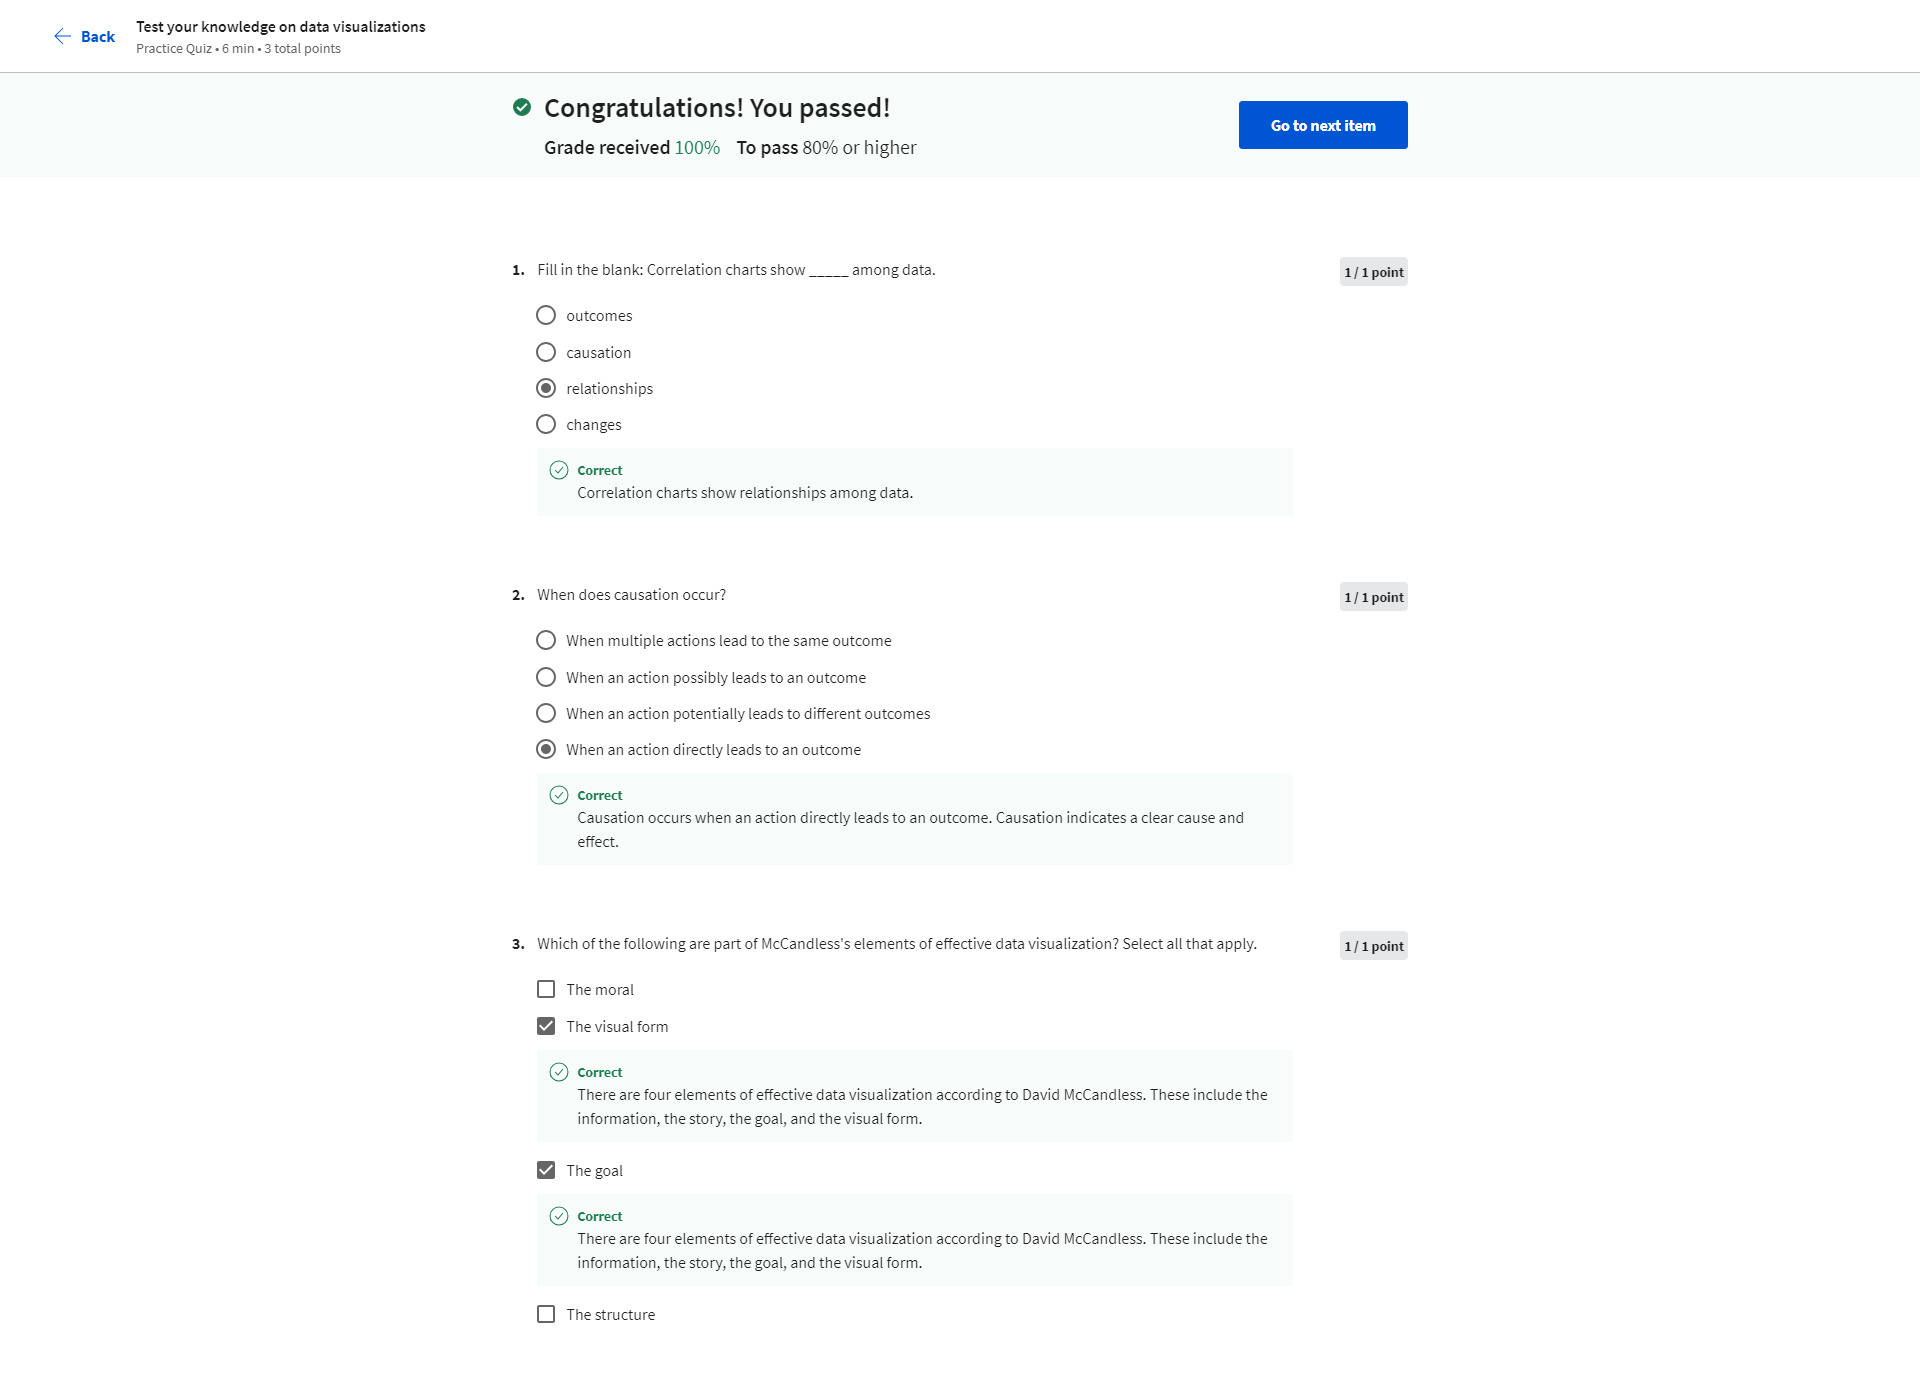 Back
Test your knowledge on data visualizations
Practice Quiz • 6 min • 3 total points
Congratulations! You passed!
Grade received 100% To pass 80% or higher
Go to next item
1. Fill in the blank: Correlation charts show _____ among data.
1 / 1 point
outcomes
causation
relationships
changes
Correct
Correlation charts show relationships among data.
2. When does causation occur?
1 / 1 point
When multiple actions lead to the same outcome
When an action possibly leads to an outcome
When an action potentially leads to different outcomes
When an action directly leads to an outcome
Correct
Causation occurs when an action directly leads to an outcome. Causation indicates a clear cause and
effect.
3. Which of the following are part of McCandless's elements of effective data visualization? Select all that apply.
1 / 1 point
The moral
The visual form
Correct
There are four elements of effective data visualization according to David McCandless. These include the
information, the story, the goal, and the visual form.
The goal
Correct
There are four elements of effective data visualization according to David McCandless. These include the
information, the story, the goal, and the visual form.
The structure